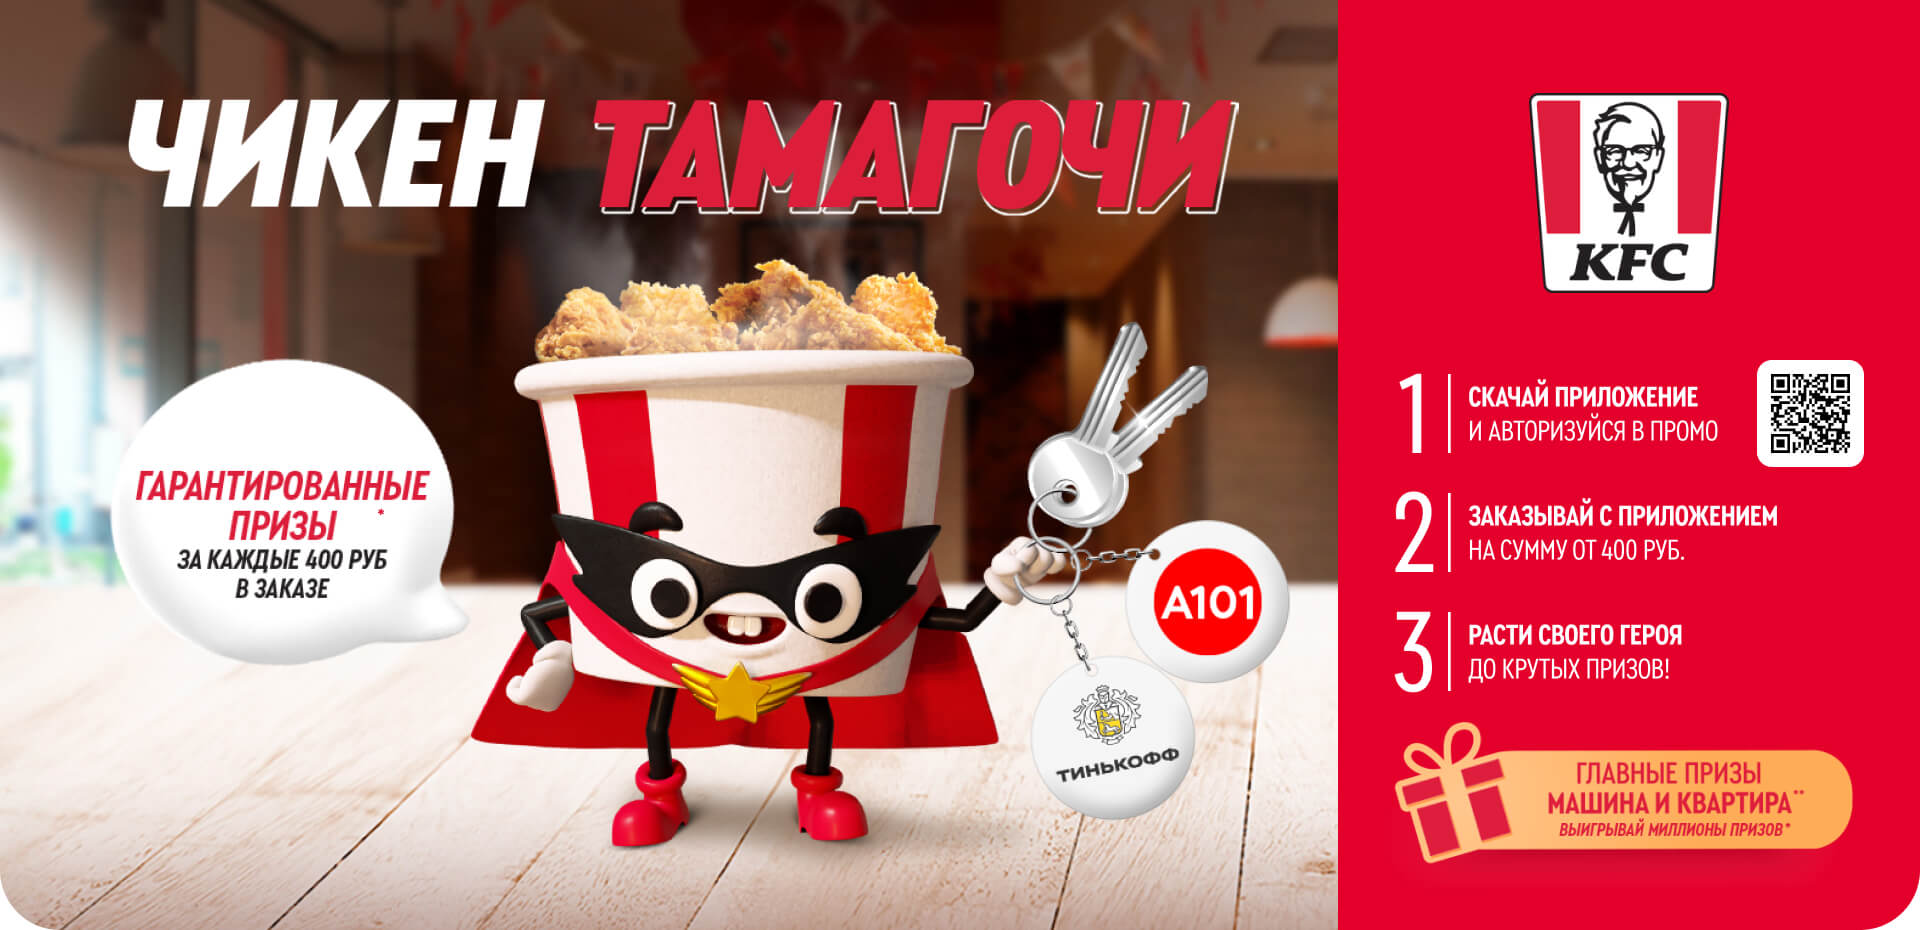 ЧИКЕН ТАМАГОЧИ
ГАРАНТИРОВАННЫЕ
ПРИЗЫ *
ЗА КАЖДЫЕ 400 РУБ
В ЗАКАЗЕ
А101
ТИНЬКОФФ
KFC
1 СКАЧАЙ ПРИЛОЖЕНИЕ
И АВТОРИЗУЙСЯ В ПРОМО
2 ЗАКАЗЫВАЙ С ПРИЛОЖЕНИЕМ
НА СУММУ ОТ 400 РУБ.
3 РАСТИ СВОЕГО ГЕРОЯ
ДО КРУТЫХ ПРИЗОВ!
ГЛАВНЫЕ ПРИЗЫ
МАШИНА И КВАРТИРА**
ВЫИГРЫВАЙ МИЛЛИОНЫ ПРИЗОВ*